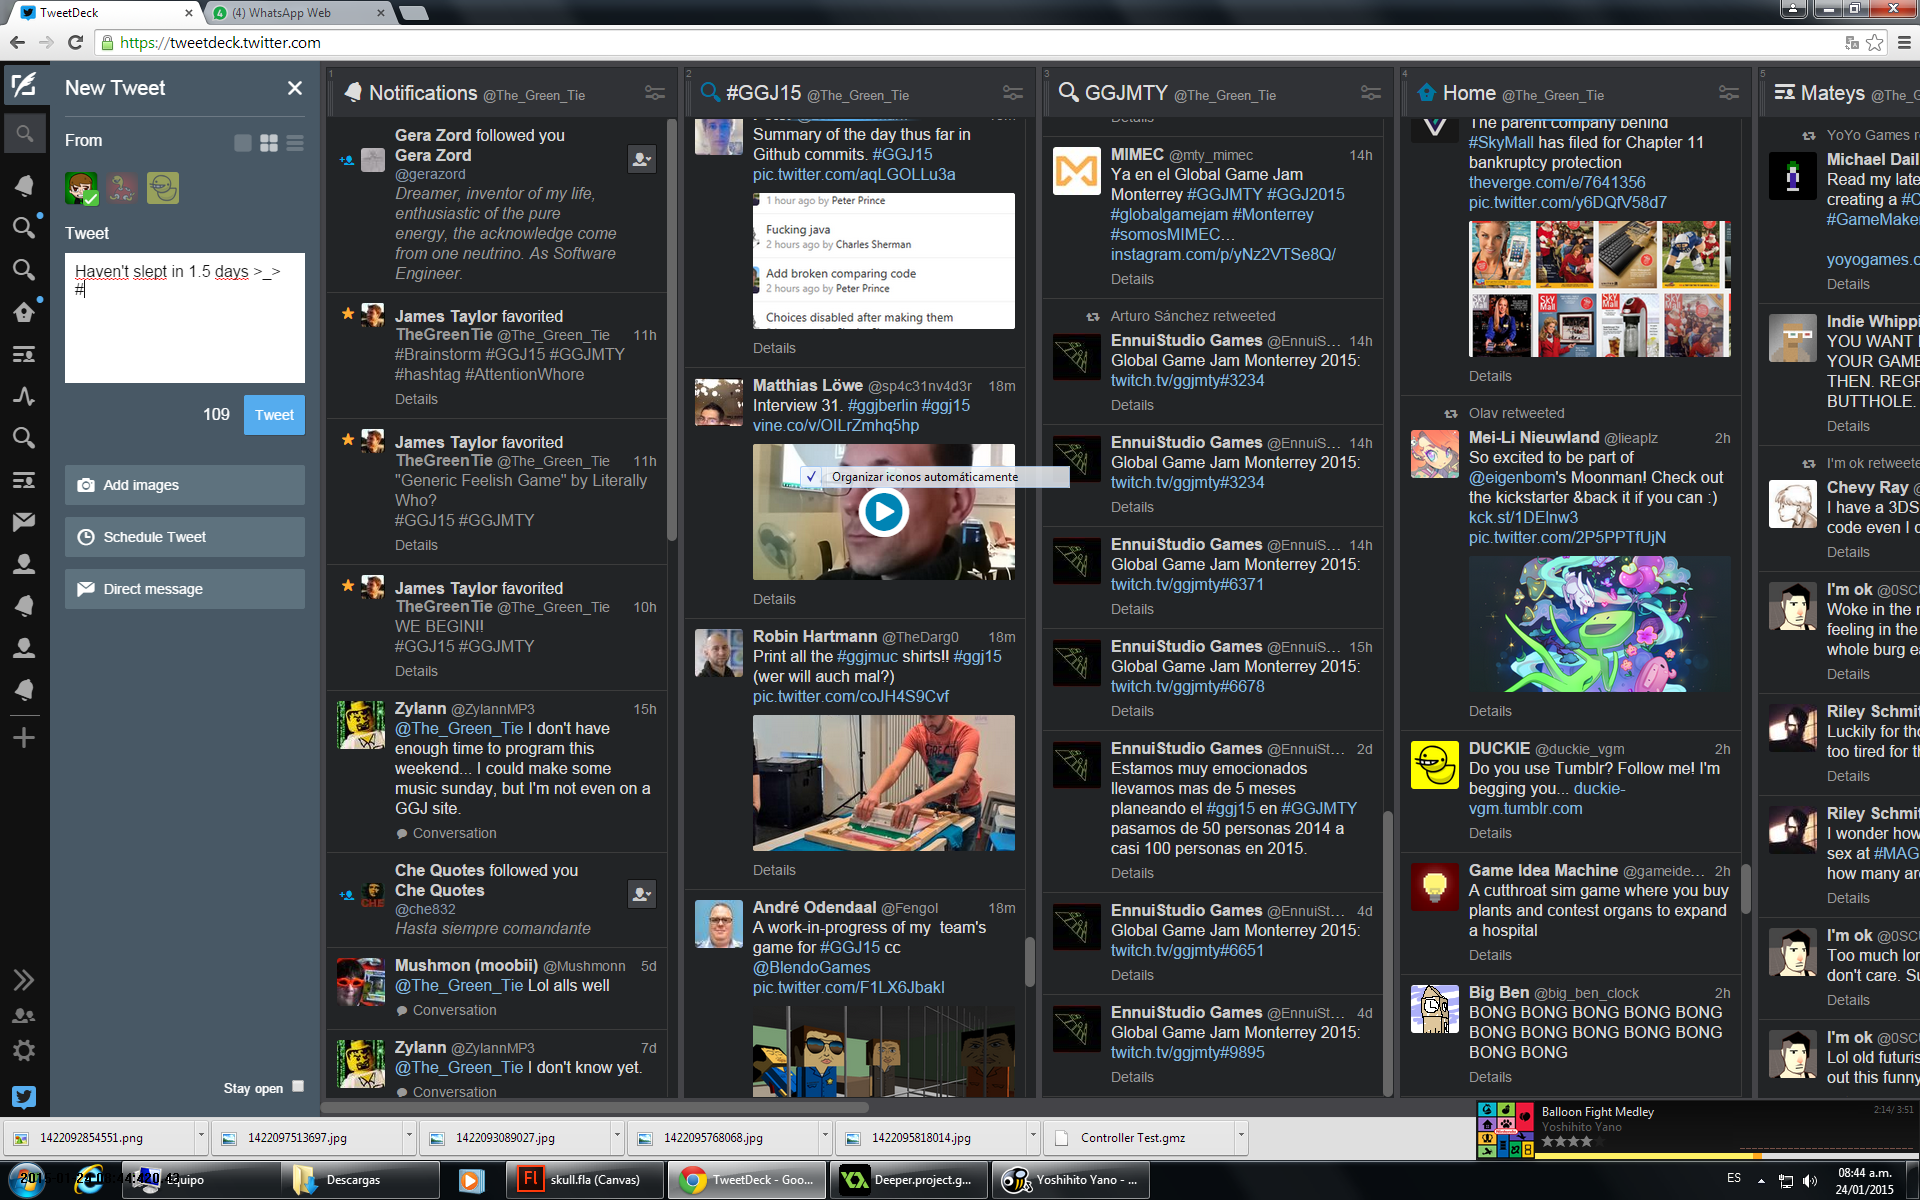 TweetDeck
(4) WhatsApp Web
https://tweetdeck.twitter.com
New Tweet
From
Tweet
Haven't slept in 1.5 days >_>
#
109 Tweet
Add images
Schedule Tweet
Direct message
Stay open
1
Notifications @The_Green_Tie
Gera Zord followed you
Gera Zord
@gerazord
Dreamer, inventor of my life,
enthusiastic of the pure
energy, the acknowledge come
from one neutrino. As Software
Engineer.
James Taylor favorited
TheGreenTie @The_Green_Tie 11h
#Brainstorm #GGJ15 #GGJMTY
#hashtag #AttentionWhore
Details
James Taylor favorited
TheGreenTie @The_Green_Tie 11h
"Generic Feelish Game" by Literally
Who?
#GGJ15 #GGJMTY
Details
James Taylor favorited
TheGreenTie @The_Green_Tie 10h
WE BEGIN!!
#GGJ15 #GGJMTY
Details
Zylann @ZylannMP3 15h
@The_Green_Tie I don't have
enough time to program this
weekend... I could make some
music sunday, but I'm not even on a
GGJ site.
Conversation
Che Quotes followed you
Che Quotes
@che832
Hasta siempre comandante
Mushmon (moobii) @Mushmonn 5d
@The_Green_Tie Lol alls well
Conversation
Zylann @ZylannMP3 7d
@The_Green_Tie I don't know yet.
Conversation
2
#GGJ15 @The_Green_Tie
Summary of the day thus far in
Github commits. #GGJ15
pic.twitter.com/aqLGOLLu3a
1 hour ago by Peter Prince
Fucking java
2 hours ago by Charles Sherman
Add broken comparing code
2 hours ago by Peter Prince
Choices disabled after making them
Details
Matthias Löwe @sp4c31nv4d3r 18m
Interview 31. #ggjberlin #ggj15
vine.co/v/OILrZmhq5hp
Organizar iconos automáticamente
Details
Robin Hartmann @TheDarg0 18m
Print all the #ggjmuc shirts!! #ggj15
(wer will auch mal?)
pic.twitter.com/coJH4S9Cvf
Details
André Odendaal @Fengol 18m
A work-in-progress of my team's
game for #GGJ15 cc
@BlendoGames
pic.twitter.com/F1LX6JbakI
3
GGJMTY @The_Green_Tie
Details
MIMEC @mty_mimec 14h
Ya en el Global Game Jam
Monterrey #GGJMTY #GGJ2015
#globalgamejam #Monterrey
#somosMIMEC…
instagram.com/p/yNz2VTSe8Q/
Details
Arturo Sánchez retweeted
EnnuiStudio Games @EnnuiS... 14h
Global Game Jam Monterrey 2015:
twitch.tv/ggjmty#3234
Details
EnnuiStudio Games @EnnuiS... 14h
Global Game Jam Monterrey 2015:
twitch.tv/ggjmty#3234
Details
EnnuiStudio Games @EnnuiS... 14h
Global Game Jam Monterrey 2015:
twitch.tv/ggjmty#6371
Details
EnnuiStudio Games @EnnuiS... 15h
Global Game Jam Monterrey 2015:
twitch.tv/ggjmty#6678
Details
EnnuiStudio Games @EnnuiSt... 2d
Estamos muy emocionados
llevamos mas de 5 meses
planeando el #ggj15 en #GGJMTY
pasamos de 50 personas 2014 a
casi 100 personas en 2015.
Details
EnnuiStudio Games @EnnuiSt... 4d
Global Game Jam Monterrey 2015:
twitch.tv/ggjmty#6651
Details
EnnuiStudio Games @EnnuiSt... 4d
Global Game Jam Monterrey 2015:
twitch.tv/ggjmty#9895
Details
4
Home @The_Green_Tie
The parent company behind
#SkyMall has filed for Chapter 11
bankruptcy protection
theverge.com/e/7641356
pic.twitter.com/y6DQfV58d7
Details
Olav retweeted
Mei-Li Nieuwland @lieaplz 2h
So excited to be part of
@eigenbom's Moonman! Check out
the kickstarter &back it if you can :)
kck.st/1DElnw3
pic.twitter.com/2P5PPTfUjN
Details
DUCKIE @duckie_vgm 2h
Do you use Tumblr? Follow me! I'm
begging you... duckie-
vgm.tumblr.com
Details
Game Idea Machine @gameide... 2h
A cutthroat sim game where you buy
plants and contest organs to expand
a hospital
Details
Big Ben @big_ben_clock 2h
BONG BONG BONG BONG BONG
BONG BONG BONG BONG BONG
BONG BONG
Details
5
Mateys @The_G
YoYo Games r
Michael Dail
Read my late
creating a #C
#GameMaker
yoyogames.c
Details
Indie Whippi
YOU WANT
YOUR GAME
THEN. REGR
BUTTHOLE.
Details
I'm ok retweete
Chevy Ray @
I have a 3DS
code even I c
Details
I'm ok @0SCU
Woke in the r
feeling in the
whole burg ea
Details
Riley Schmit
Luckily for tho
too tired for th
Details
Riley Schmit
I wonder how
sex at #MAG
how many are
Details
I'm ok @0SCU
Too much lor
don't care. Su
Details
I'm ok @0SCU
Lol old futuris
out this funny
1422092854551.png
1422097513697.jpg
1422093089027.jpg
1422095768068.jpg
1422095818014.jpg
Controller Test.gmz
Balloon Fight Medley 2:14/ 3:51
Yoshihito Yano
Equipo
Descargas
skull.fla (Canvas)
TweetDeck - Goo...
Deeper.project.g...
Yoshihito Yano - ...
ES
08:44 a.m.
24/01/2015